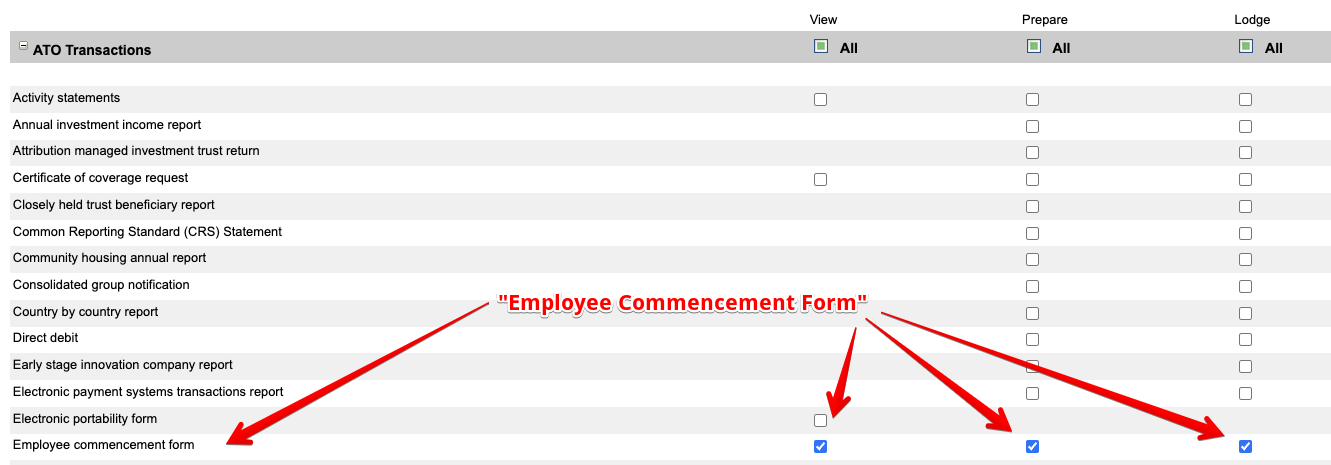 View Prepare Lodge
ATO Transactions All All All
Activity statements
Annual investment income report
Attribution managed investment trust return
Certificate of coverage request
Closely held trust beneficiary report
Common Reporting Standard (CRS) Statement
Community housing annual report
Consolidated group notification
"Employee Commencement Form"
Country by country report
Direct debit
Early stage innovation company report
Electronic payment systems transactions report
Electronic portability form
Employee commencement form